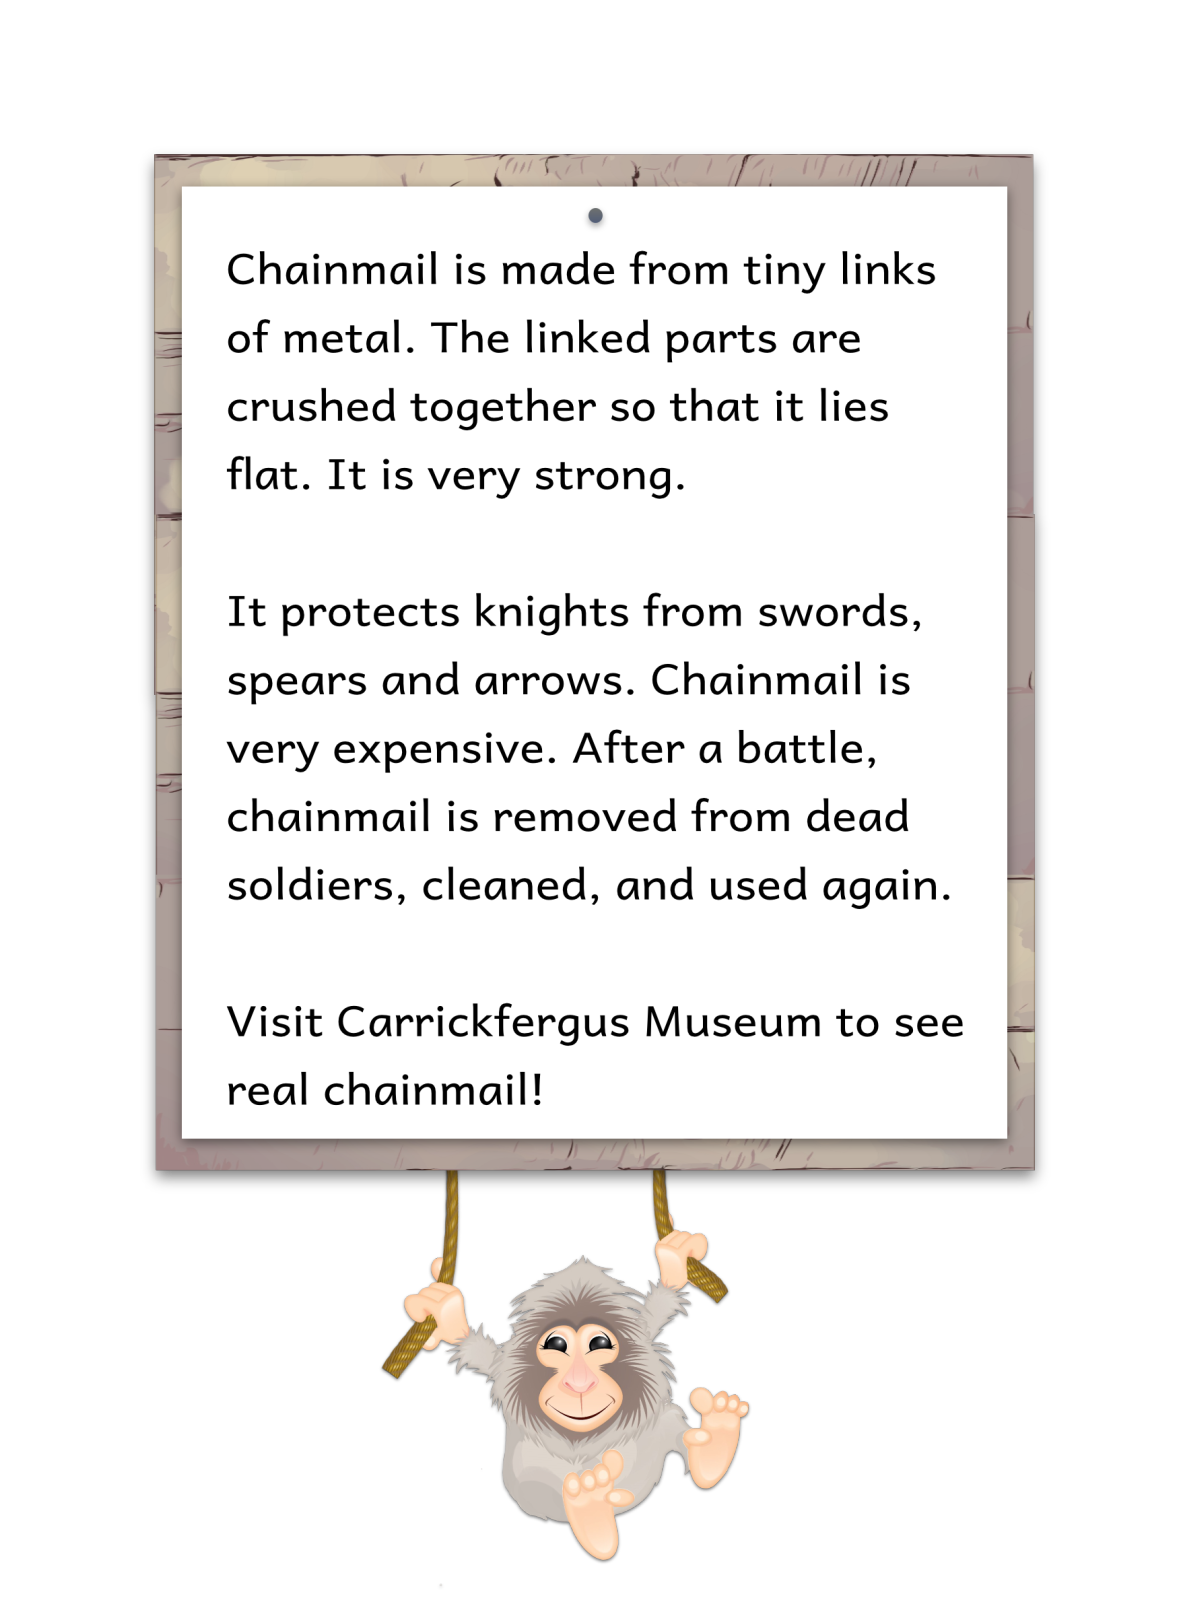 Chainmail is made from tiny links
of metal. The linked parts are
crushed together so that it lies
flat. It is very strong.
It protects knights from swords,
spears and arrows. Chainmail is
very expensive. After a battle,
chainmail is removed from dead
soldiers, cleaned, and used again.
Visit Carrickfergus Museum to see
real chainmail!